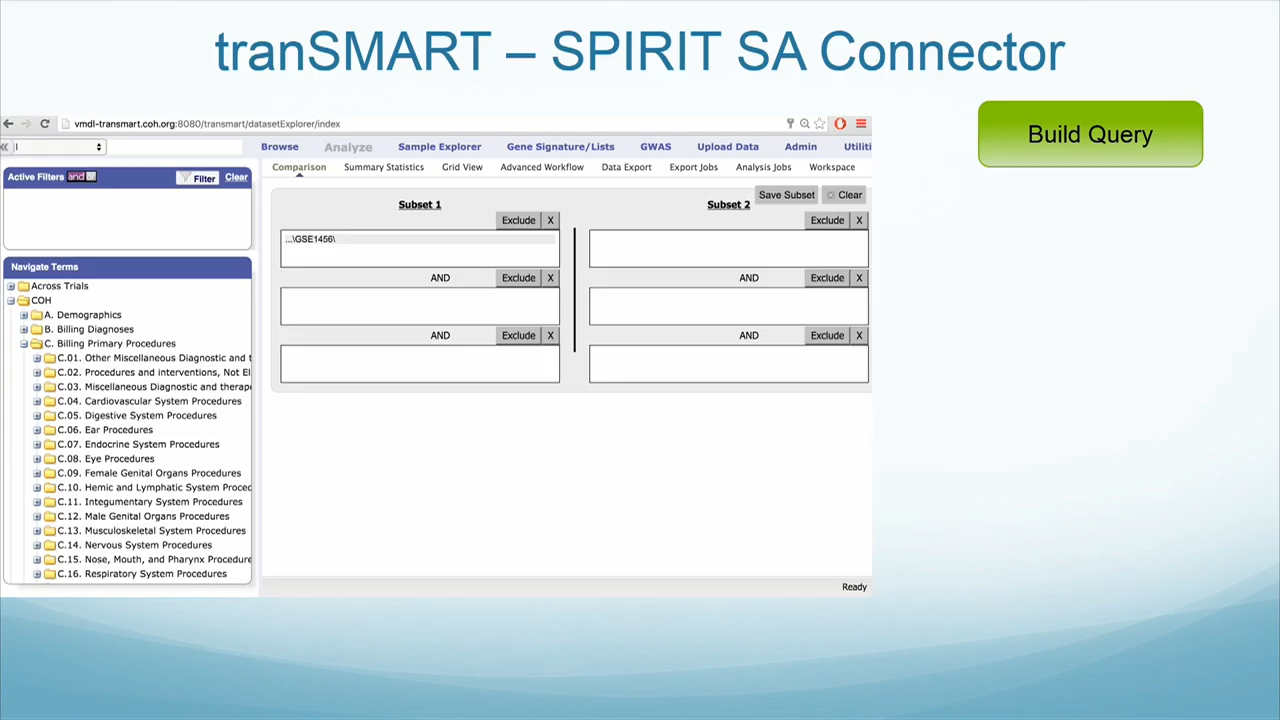 tranSMART – SPIRIT SA Connector
Build Query
vmdl-transmart.coh.org:8080/transmart/datasetExplorer/index
I
Browse Analyze Sample Explorer Gene Signature/Lists GWAS Upload Data Admin Utiliti
Active Filters and Filter Clear
Comparison Summary Statistics Grid View Advanced Workflow Data Export Export Jobs Analysis Jobs Workspace
Subset 1 Subset 2 Save Subset Clear
Exclude X Exclude X
...\GSE1456\
AND Exclude X AND Exclude X
AND Exclude X AND Exclude X
Navigate Terms
Across Trials
COH
A. Demographics
B. Billing Diagnoses
C. Billing Primary Procedures
C.01. Other Miscellaneous Diagnostic and t
C.02. Procedures and interventions, Not El
C.03. Miscellaneous Diagnostic and therape
C.04. Cardiovascular System Procedures
C.05. Digestive System Procedures
C.06. Ear Procedures
C.07. Endocrine System Procedures
C.08. Eye Procedures
C.09. Female Genital Organs Procedures
C.10. Hemic and Lymphatic System Proced
C.11. Integumentary System Procedures
C.12. Male Genital Organs Procedures
C.13. Musculoskeletal System Procedures
C.14. Nervous System Procedures
C.15. Nose, Mouth, and Pharynx Procedure
C.16. Respiratory System Procedures
Ready